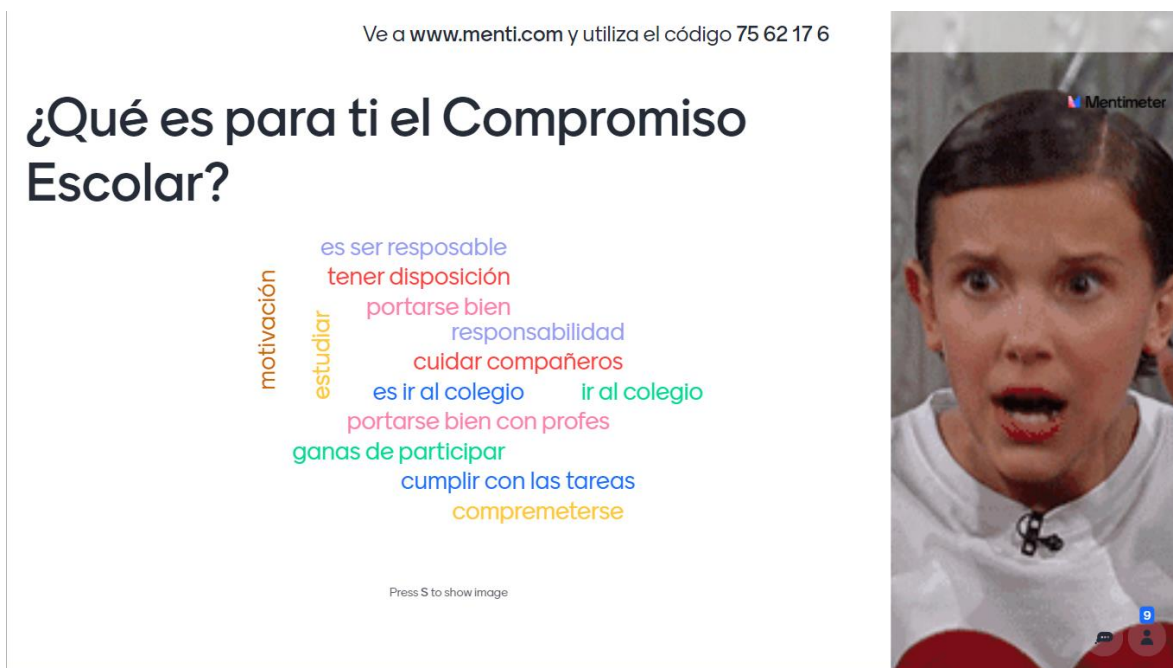 Ve a www.menti.com y utiliza el código 75 62 17 6
Mentimeter
¿Qué es para ti el Compromiso
Escolar?
es ser resposable
tener disposición
motivación
portarse bien
estudiar
responsabilidad
cuidar compañeros
es ir al colegio
ir al colegio
portarse bien con profes
ganas de participar
cumplir con las tareas
compremeterse
Press S to show image
9